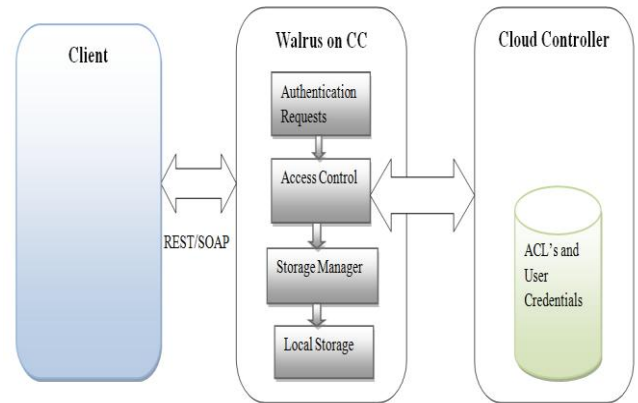 Client
REST/SOAP
Walrus on CC
Authentication
Requests
Access Control
Storage Manager
Local Storage
Cloud Controller
ACL's and
User
Credentials